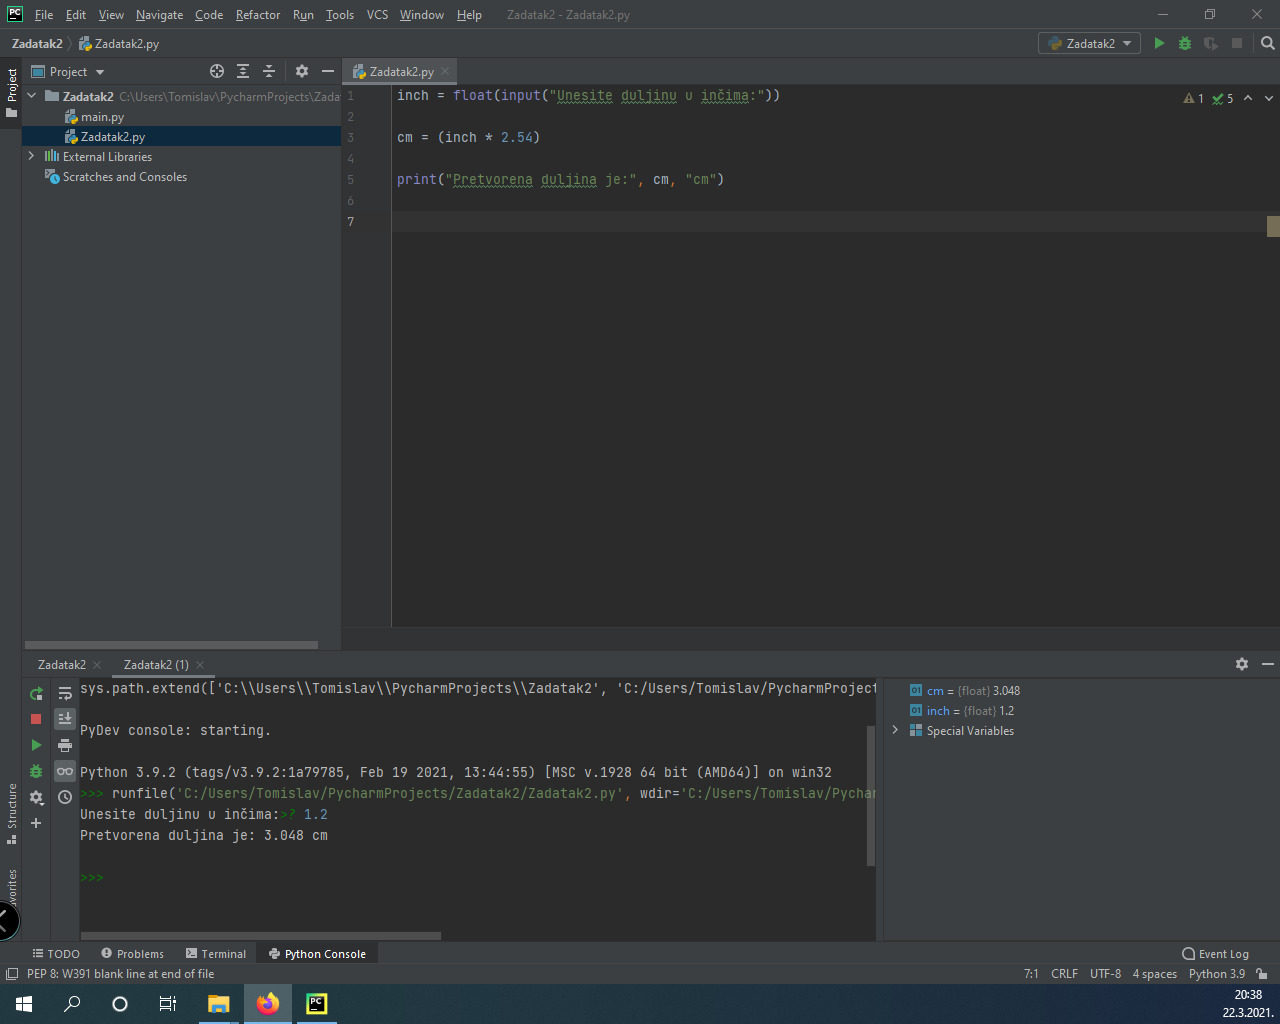 PC File Edit View Navigate Code Refactor Run Tools VCS Window Help Zadatak2 - Zadatak2.py
Zadatak2 Zadatak2.py Zadatak2
Project
Project
Zadatak2.py
Zadatak2 C:\Users\Tomislav\PycharmProjects\Zada
main.py
Zadatak2.py
External Libraries
Scratches and Consoles
1 inch = float(input("Unesite duljinu u inčima:"))
1 5
2
3 cm = (inch * 2.54)
4
5 print("Pretvorena duljina je:", cm, "cm")
6
7
Zadatak2 Zadatak2 (1)
sys.path.extend(['C:\\Users\\Tomislav\\PycharmProjects\\Zadatak2', 'C:/Users/Tomislav/PycharmProject
PyDev console: starting.
Python 3.9.2 (tags/v3.9.2:1a79785, Feb 19 2021, 13:44:55) [MSC v.1928 64 bit (AMD64)] on win32
>>> runfile('C:/Users/Tomislav/PycharmProjects/Zadatak2/Zadatak2.py', wdir='C:/Users/Tomislav/Pychar
Unesite duljinu u inčima:>? 1.2
Pretvorena duljina je: 3.048 cm
>>>
01 cm = {float} 3.048
01 inch = {float} 1.2
Special Variables
Structure
avorites
TODO Problems Terminal Python Console Event Log
PEP 8: W391 blank line at end of file 7:1 CRLF UTF-8 4 spaces Python 3.9
PC
20:38
22.3.2021.